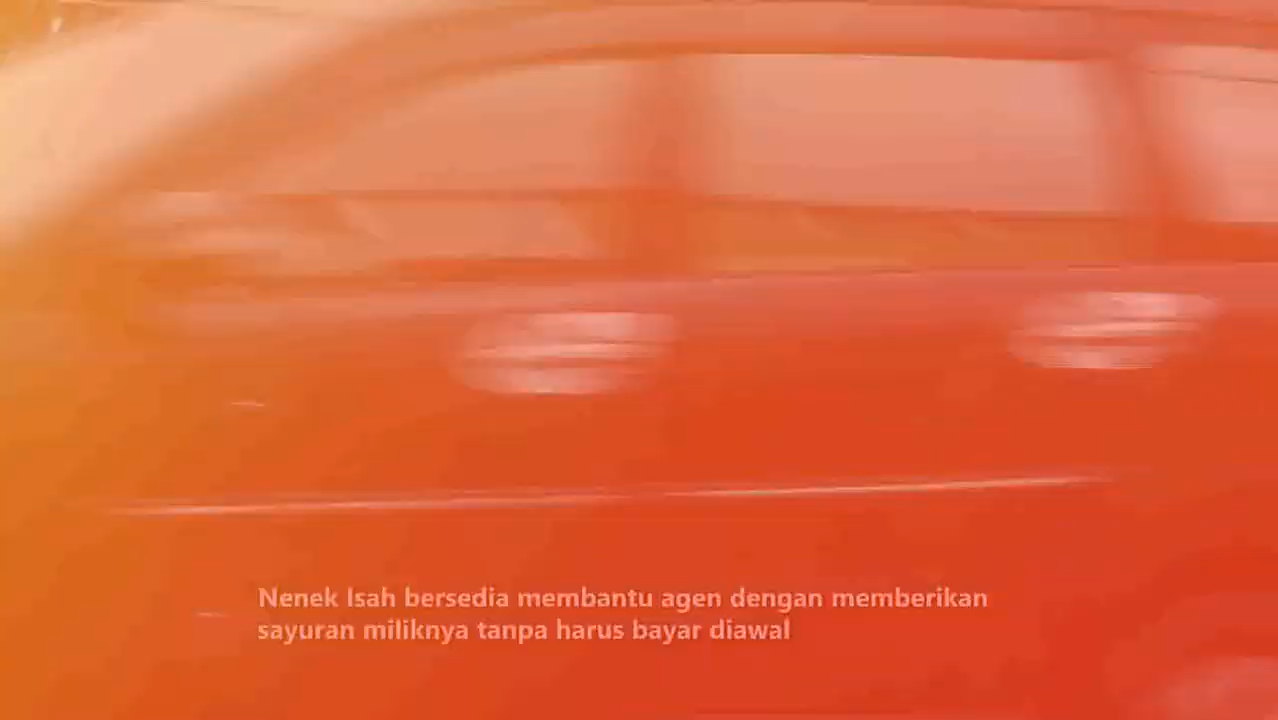 Nenek Isah bersedia membantu agen dengan memberikan
sayuran miliknya tanpa harus bayar diawal